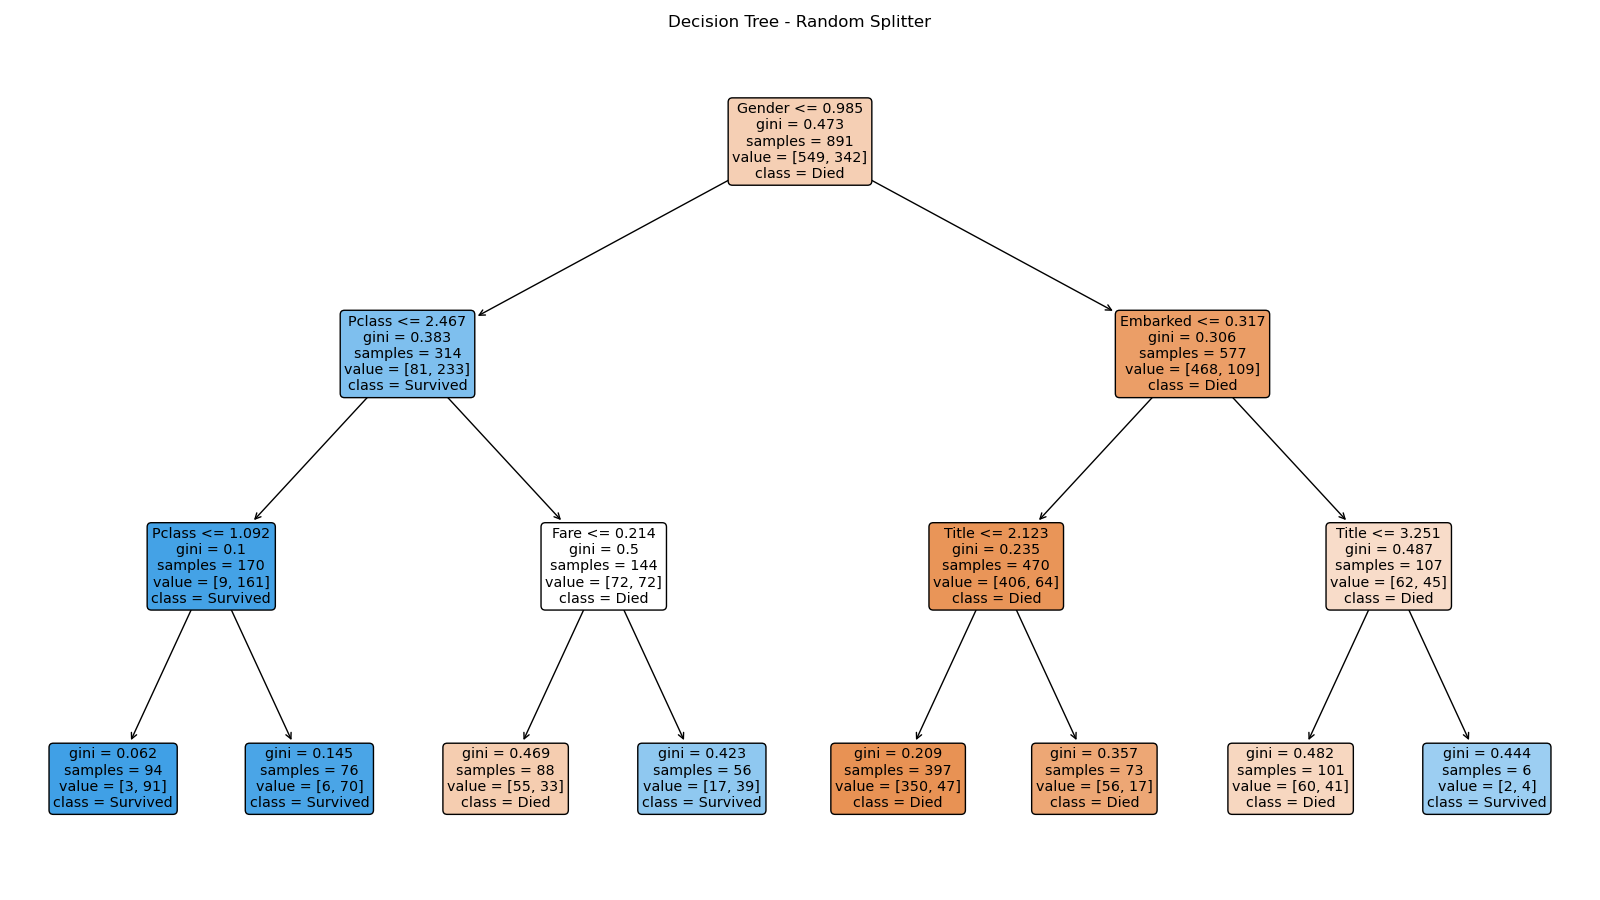 Decision Tree - Random Splitter
Gender <= 0.985
gini = 0.473
samples = 891
value = [549, 342]
class = Died
Pclass <= 2.467
gini = 0.383
samples = 314
value = [81, 233]
class = Survived
Embarked <= 0.317
gini = 0.306
samples = 577
value = [468, 109]
class = Died
Pclass <= 1.092
gini = 0.1
samples = 170
value = [9, 161]
class = Survived
Fare <= 0.214
gini = 0.5
samples = 144
value = [72, 72]
class = Died
Title <= 2.123
gini = 0.235
samples = 470
value = [406, 64]
class = Died
Title <= 3.251
gini = 0.487
samples = 107
value = [62, 45]
class = Died
gini = 0.062
samples = 94
value = [3, 91]
class = Survived
gini = 0.145
samples = 76
value = [6, 70]
class = Survived
gini = 0.469
samples = 88
value = [55, 33]
class = Died
gini = 0.423
samples = 56
value = [17, 39]
class = Survived
gini = 0.209
samples = 397
value = [350, 47]
class = Died
gini = 0.357
samples = 73
value = [56, 17]
class = Died
gini = 0.482
samples = 101
value = [60, 41]
class = Died
gini = 0.444
samples = 6
value = [2, 4]
class = Survived